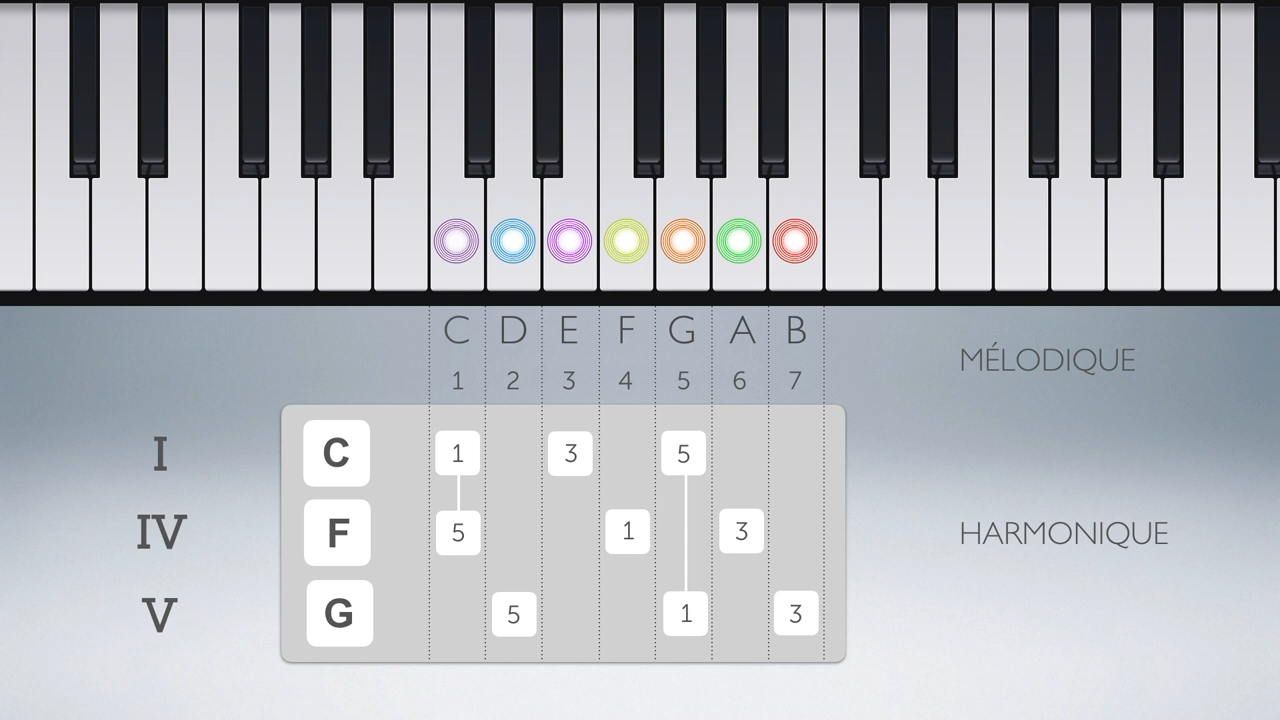 C D E F G A B
1 2 3 4 5 6 7
MÉLODIQUE
I C 1 3 5
IV F 5 1 3
HARMONIQUE
V G 5 1 3